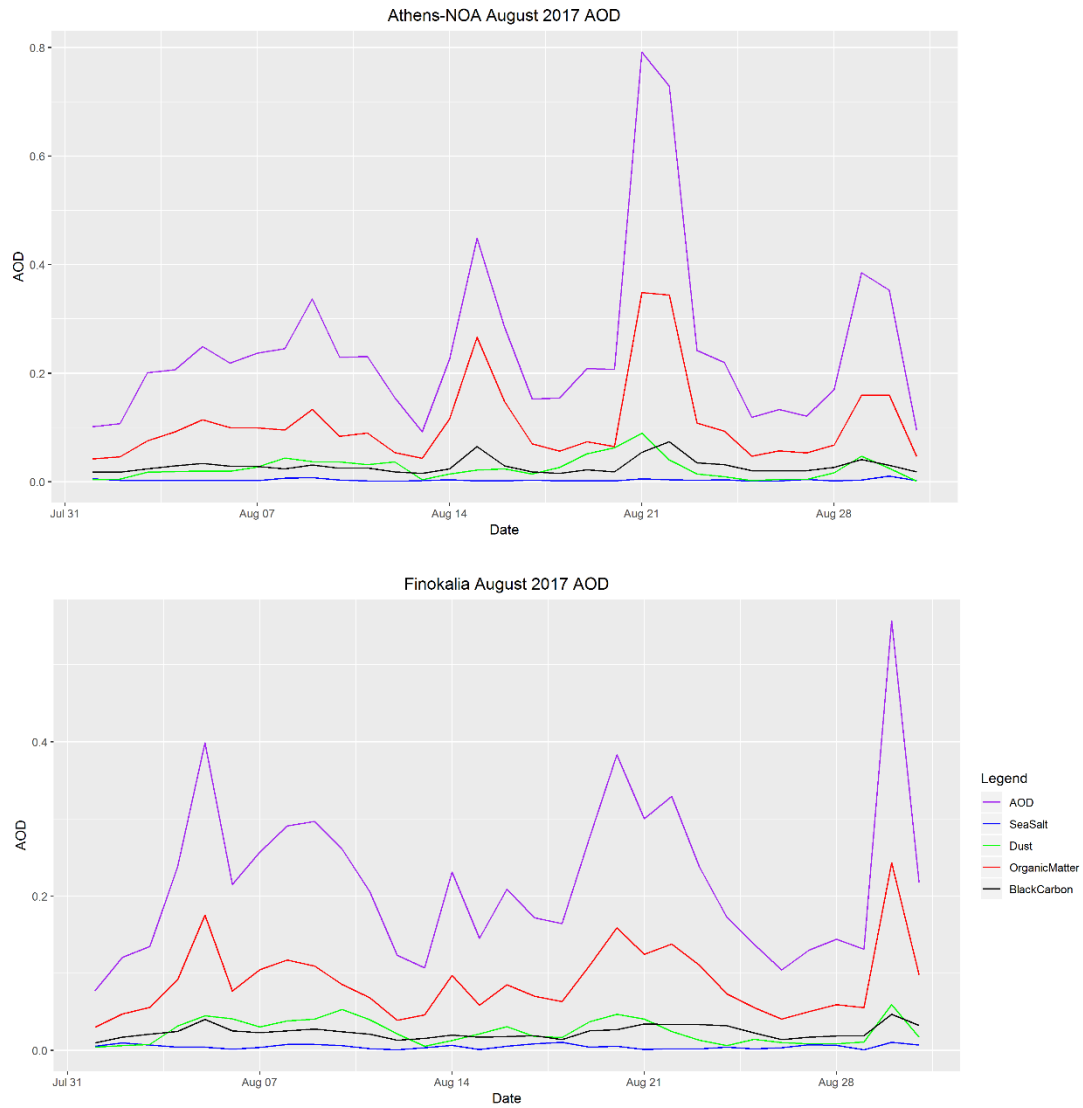 Athens-NOA August 2017 AOD
0.8
0.6
0.4
0.2
0.0
AOD
Jul 31 Aug 07 Aug 14 Aug 21 Aug 28
Date
Finokalia August 2017 AOD
0.4
0.2
0.0
AOD
Jul 31 Aug 07 Aug 14 Aug 21 Aug 28
Date
Legend
AOD
SeaSalt
Dust
OrganicMatter
BlackCarbon